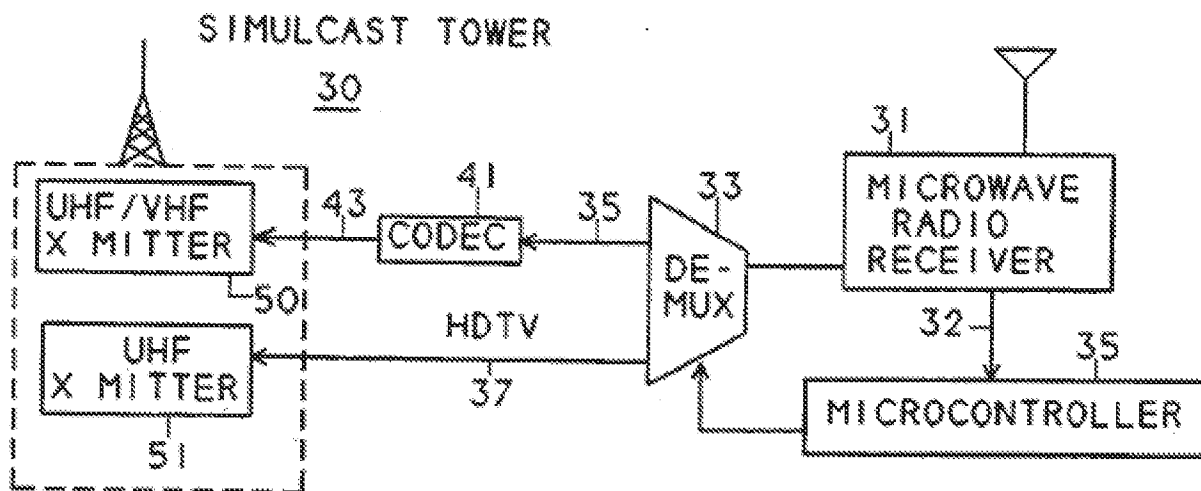 SIMULCAST TOWER
30
31
41
33
43
35
UHF/VHF
X MITTER
CODEC
MICROWAVE
RADIO
RECEIVER
DE-
MUX
50
HDTV
32
35
UHF
X MITTER
37
MICROCONTROLLER
51